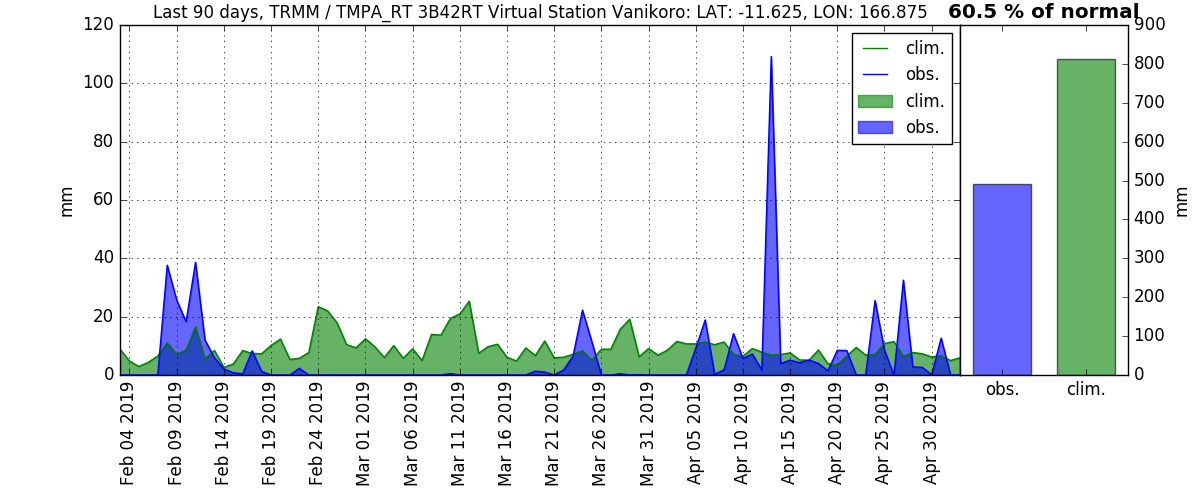 Last 90 days, TRMM / TMPA_RT 3B42RT Virtual Station Vanikoro: LAT: -11.625, LON: 166.875
60.5 % of normal
120
100
80
60
40
20
0
mm
clim.
obs.
clim.
obs.
Feb 04 2019
Feb 09 2019
Feb 14 2019
Feb 19 2019
Feb 24 2019
Mar 01 2019
Mar 06 2019
Mar 11 2019
Mar 16 2019
Mar 21 2019
Mar 26 2019
Mar 31 2019
Apr 05 2019
Apr 10 2019
Apr 15 2019
Apr 20 2019
Apr 25 2019
Apr 30 2019
900
800
700
600
500
400
300
200
100
0
mm
obs.
clim.